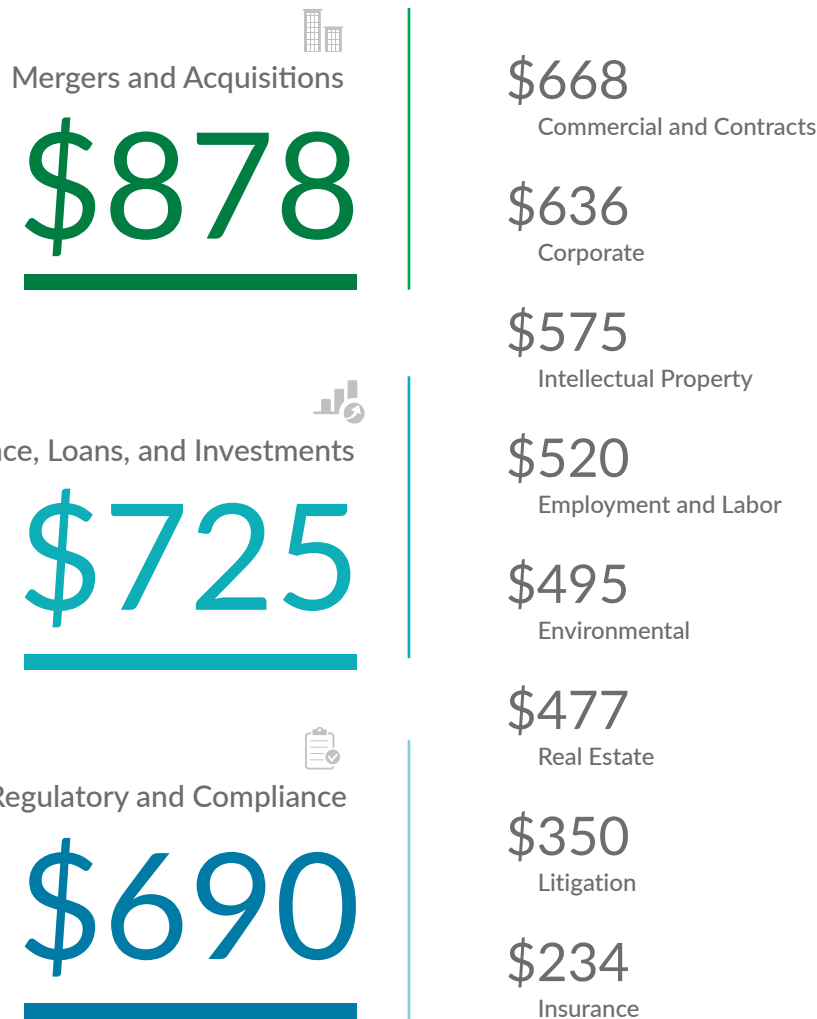 Mergers and Acquisitions
$878
Loans, and Investments
$725
Regulatory and Compliance
$690
$668
Commercial and Contracts
$636
Corporate
$575
Intellectual Property
$520
Employment and Labor
$495
Environmental
$477
Real Estate
$350
Litigation
$234
Insurance